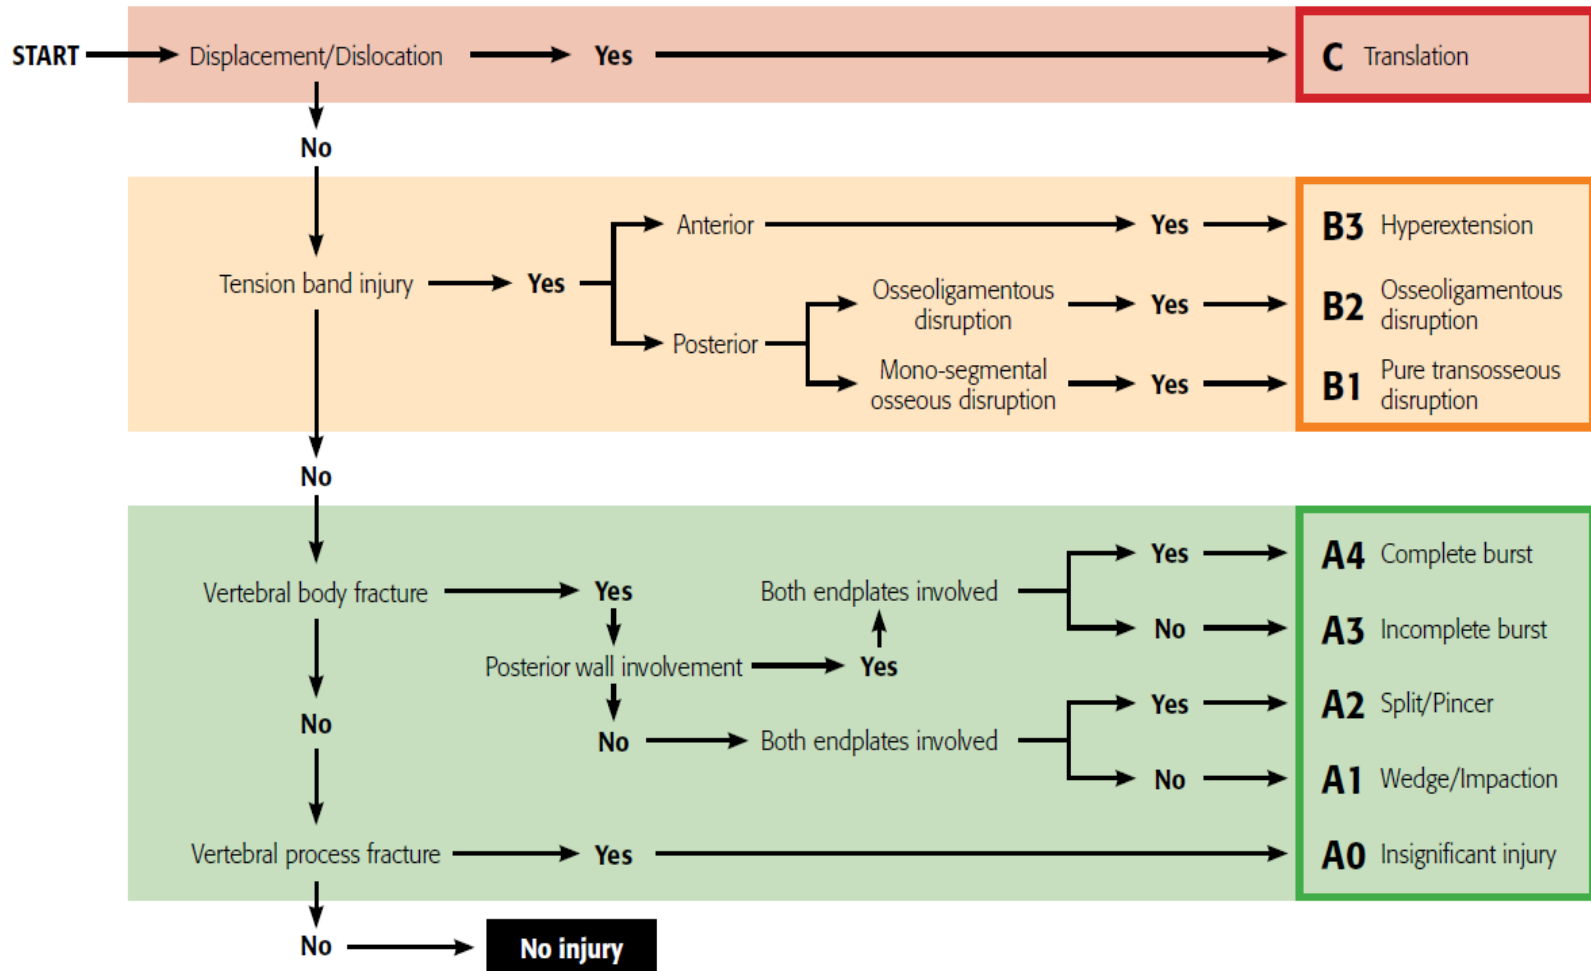 START
Displacement/Dislocation
Yes
C Translation
No
Anterior
Yes
B3 Hyperextension
Tension band injury
Yes
Osseoligamentous
disruption
Yes
B2 Osseoligamentous
disruption
Posterior
Mono-segmental
osseous disruption
Yes
B1 Pure transosseous
disruption
No
Vertebral body fracture
Yes
Both endplates involved
Yes
A4 Complete burst
No
A3 Incomplete burst
Posterior wall involvement
Yes
No
Both endplates involved
Yes
A2 Split/Pincer
No
A1 Wedge/Impaction
No
Vertebral process fracture
Yes
A0 Insignificant injury
No
No injury